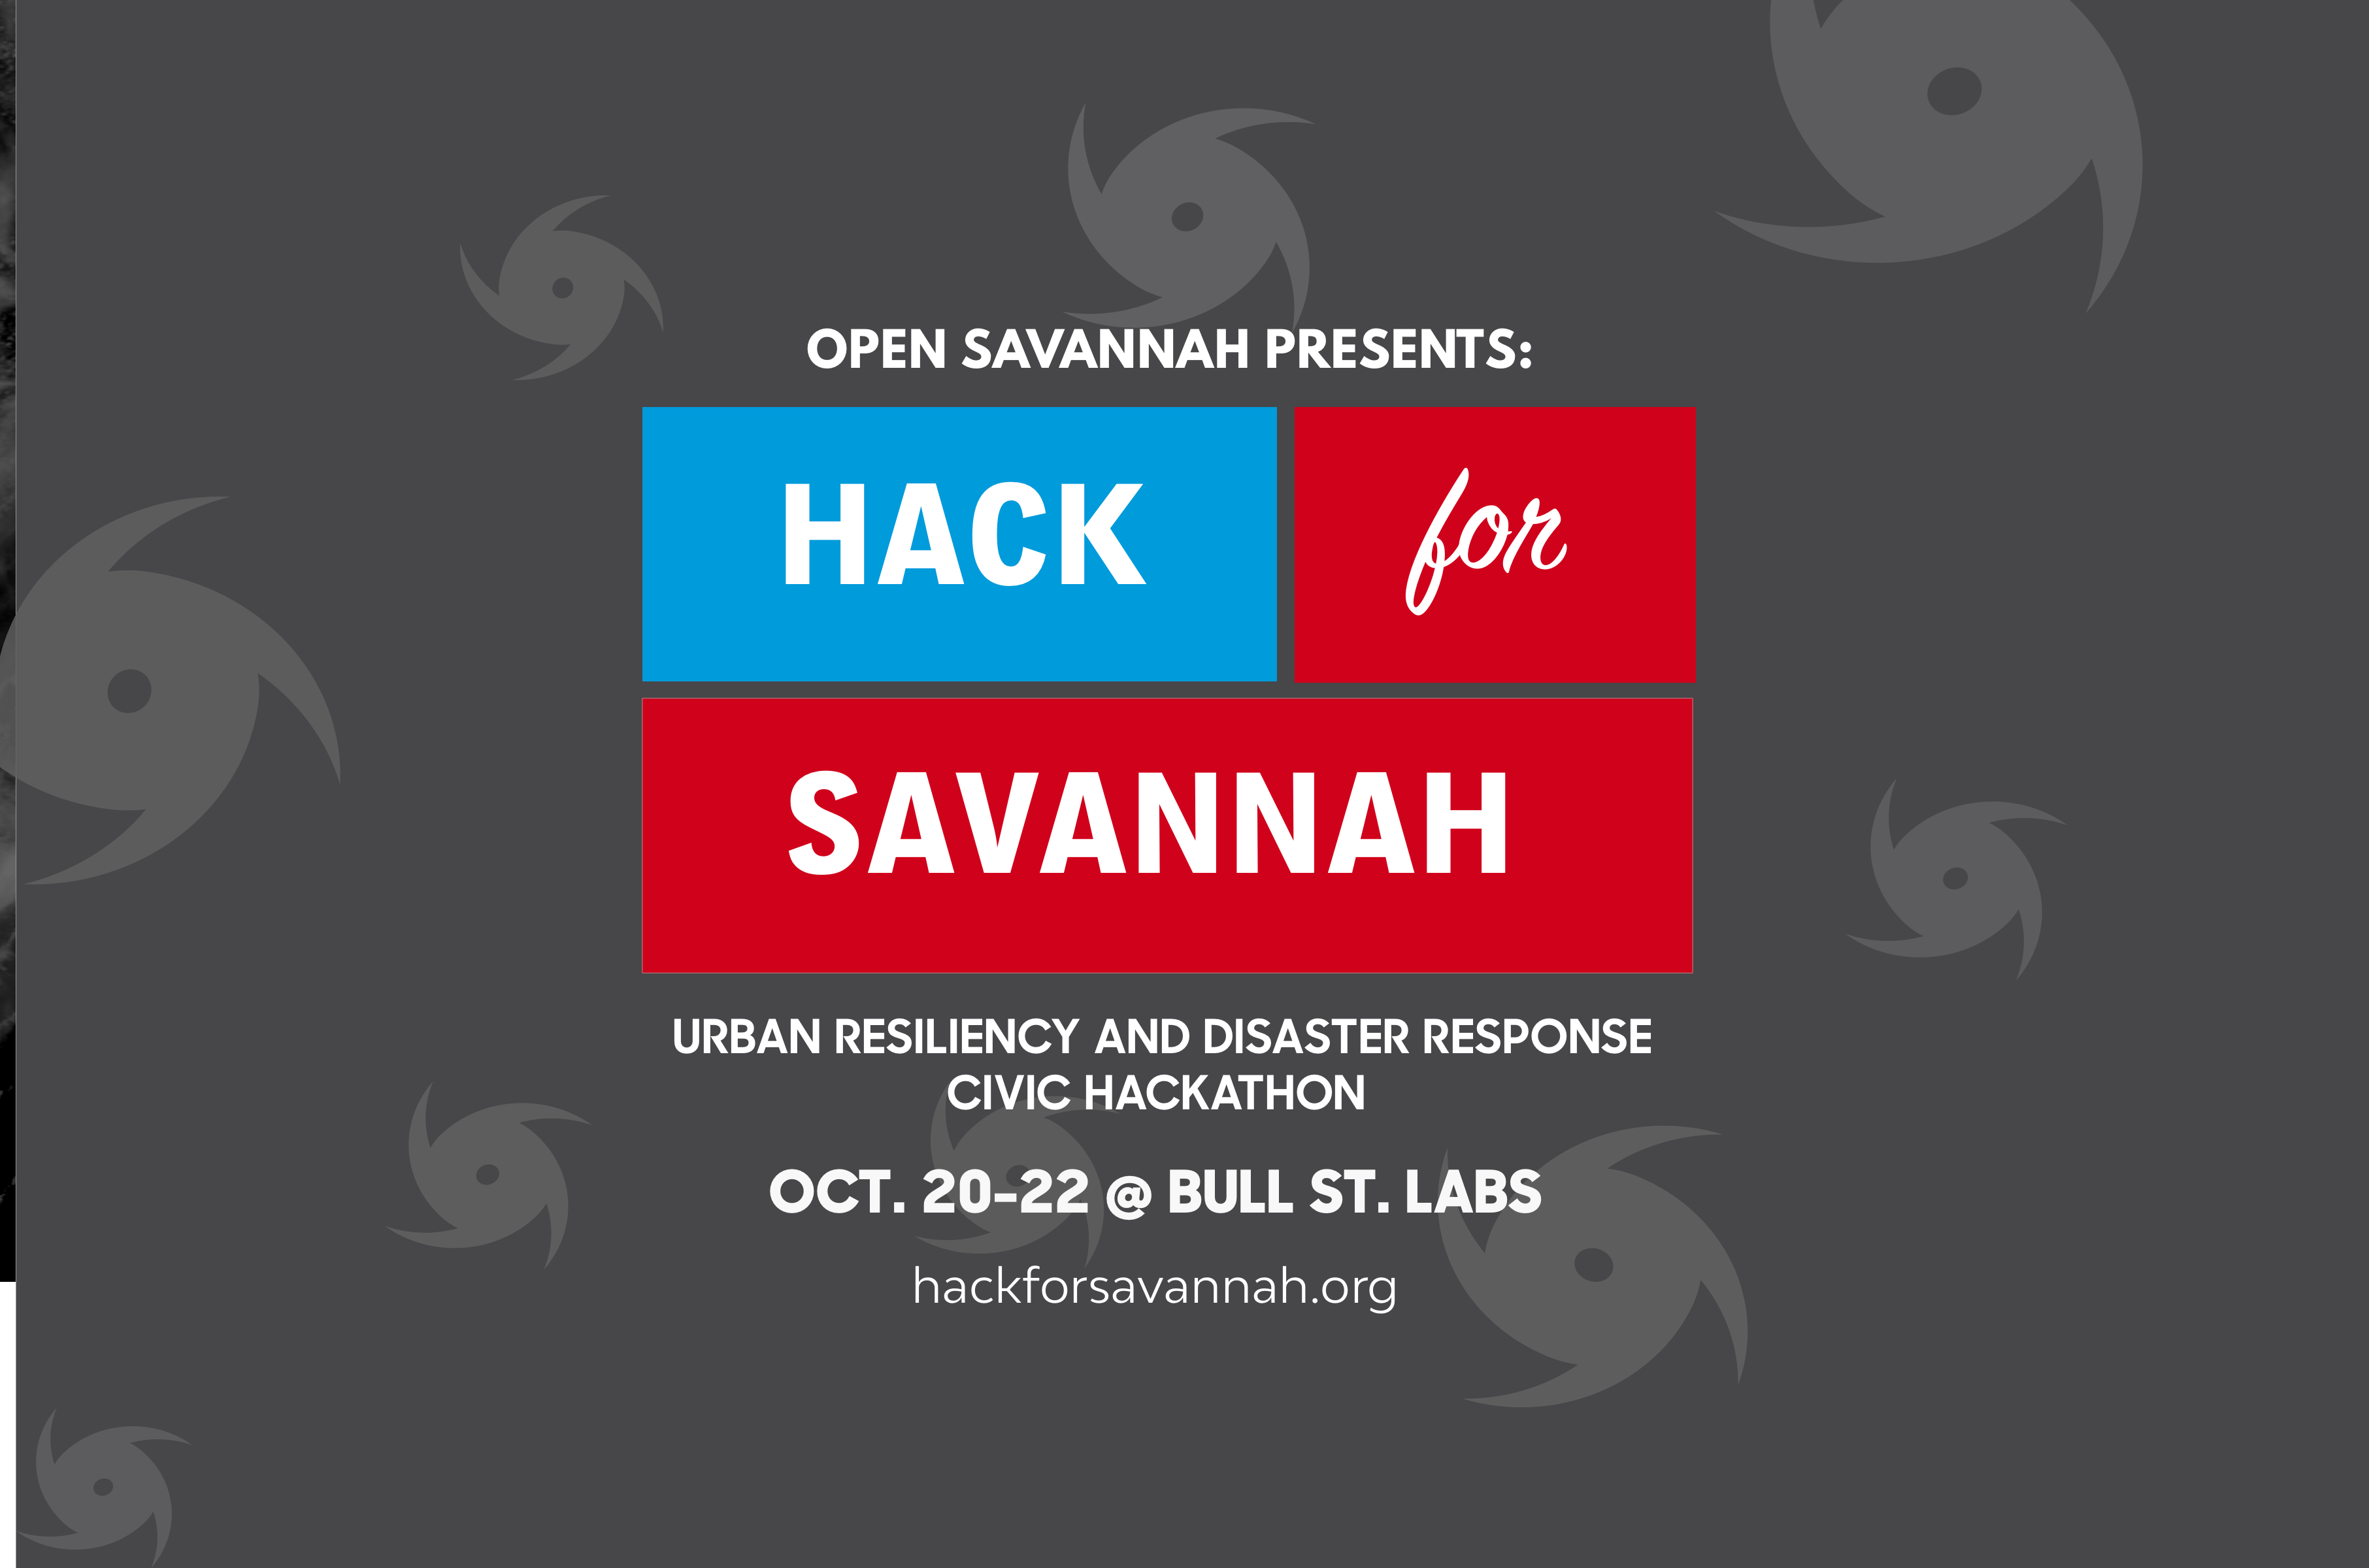 OPEN SAVANNAH PRESENTS:
HACK for
SAVANNAH
URBAN RESILIENCY AND DISASTER RESPONSE
CIVIC HACKATHON
OCT. 20-22 @ BULL ST. LABS
hackforsavannah.org